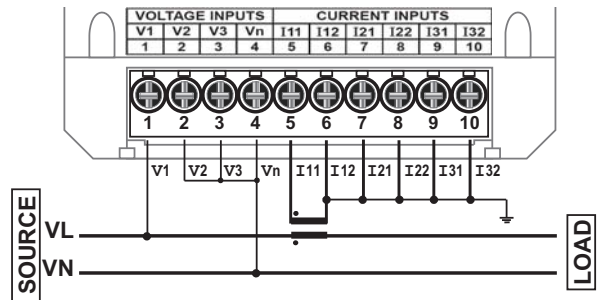 VOLTAGE INPUTS CURRENT INPUTS
V1 V2 V3 Vn I11 I12 I21 I22 I31 I32
1 2 3 4 5 6 7 8 9 10
1 2 3 4 5 6 7 8 9 10
V1 V2 V3 Vn I11 I12 I21 I22 I31 I32
SOURCE
VL
VN
LOAD